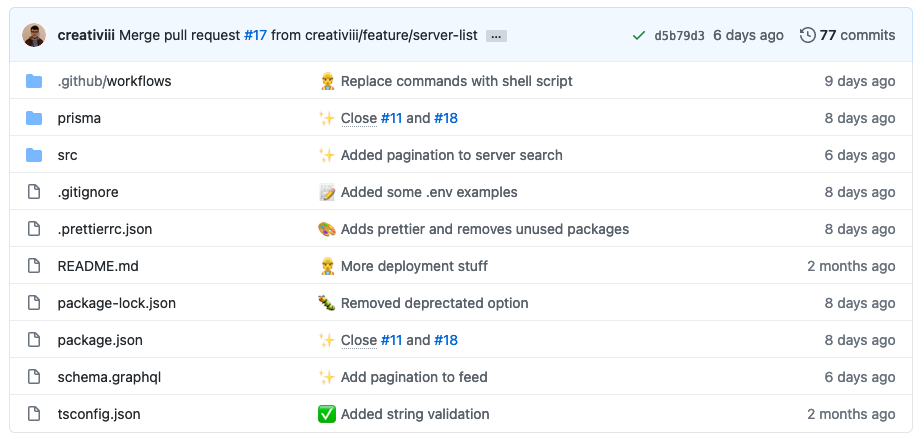 creativiii Merge pull request #17 from creativiii/feature/server-list ... d5b79d3 6 days ago 77 commits
.github/workflows Replace commands with shell script 9 days ago
prisma Close #11 and #18 8 days ago
src Added pagination to server search 6 days ago
.gitignore Added some .env examples 8 days ago
.prettierrc.json Adds prettier and removes unused packages 8 days ago
README.md More deployment stuff 2 months ago
package-lock.json Removed deprectated option 8 days ago
package.json Close #11 and #18 8 days ago
schema.graphql Add pagination to feed 6 days ago
tsconfig.json Added string validation 2 months ago